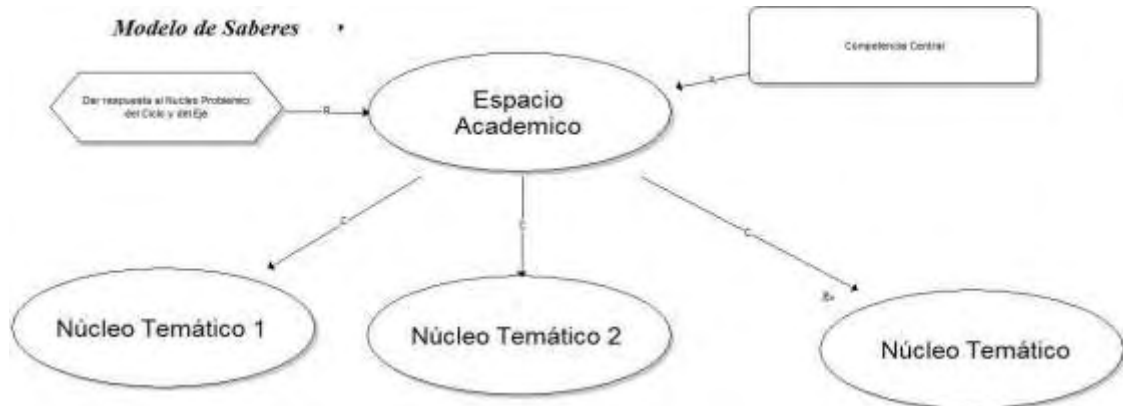 Modelo de Saberes
Competencia Central
Dar respuesta al Nucleo Problemico
del Ciclo y del Eje
Espacio
Academico
R
C
C
C
Núcleo Temático 1
Núcleo Temático 2
Núcleo Temático